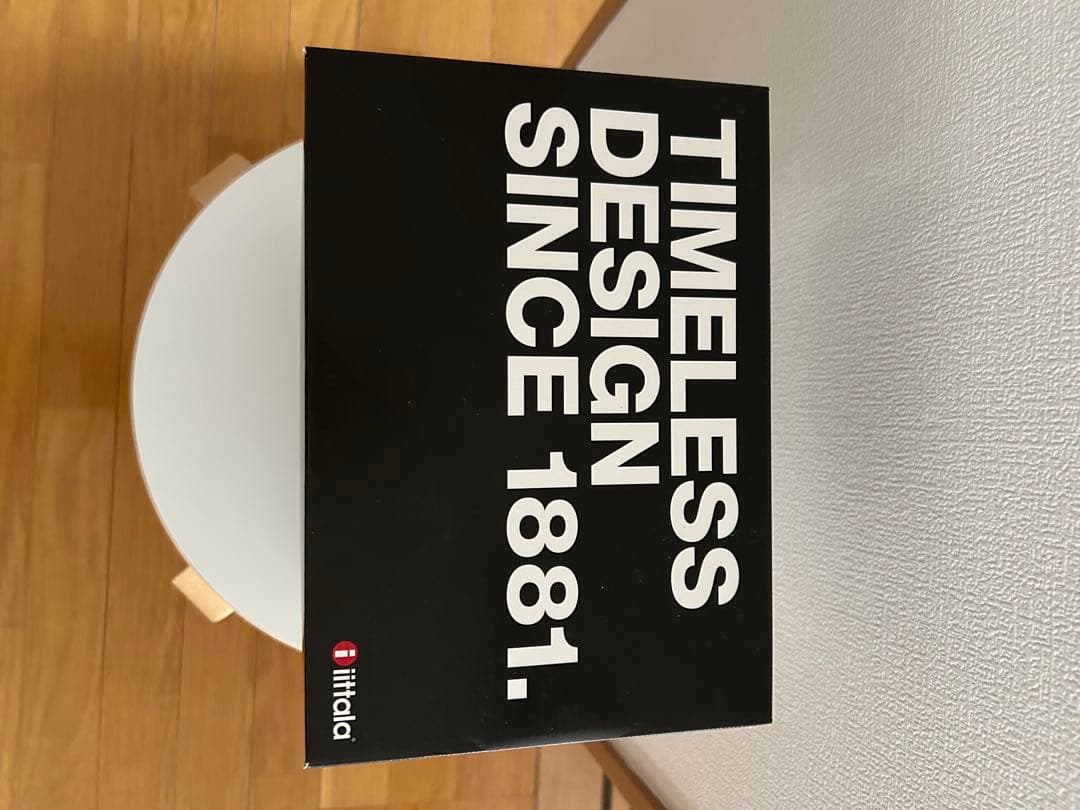 TIMELESS
DESIGN
SINCE 1881.
i iittala®